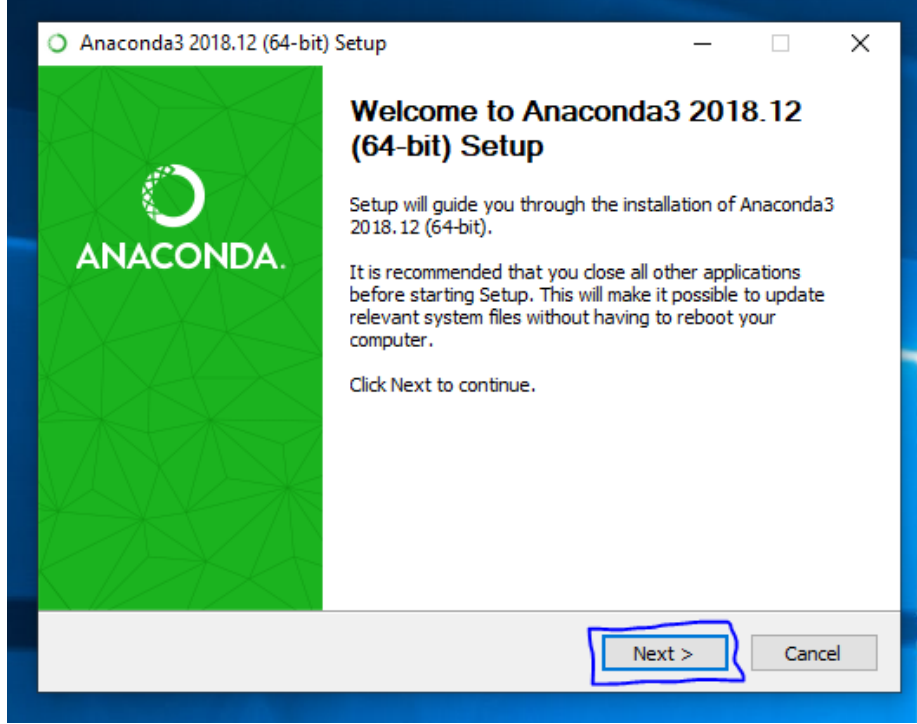 Anaconda3 2018.12 (64-bit) Setup
Welcome to Anaconda3 2018.12
(64-bit) Setup
Setup will guide you through the installation of Anaconda3
2018.12 (64-bit).
It is recommended that you close all other applications
before starting Setup. This will make it possible to update
relevant system files without having to reboot your
computer.
Click Next to continue.
ANACONDA.
Next >
Cancel